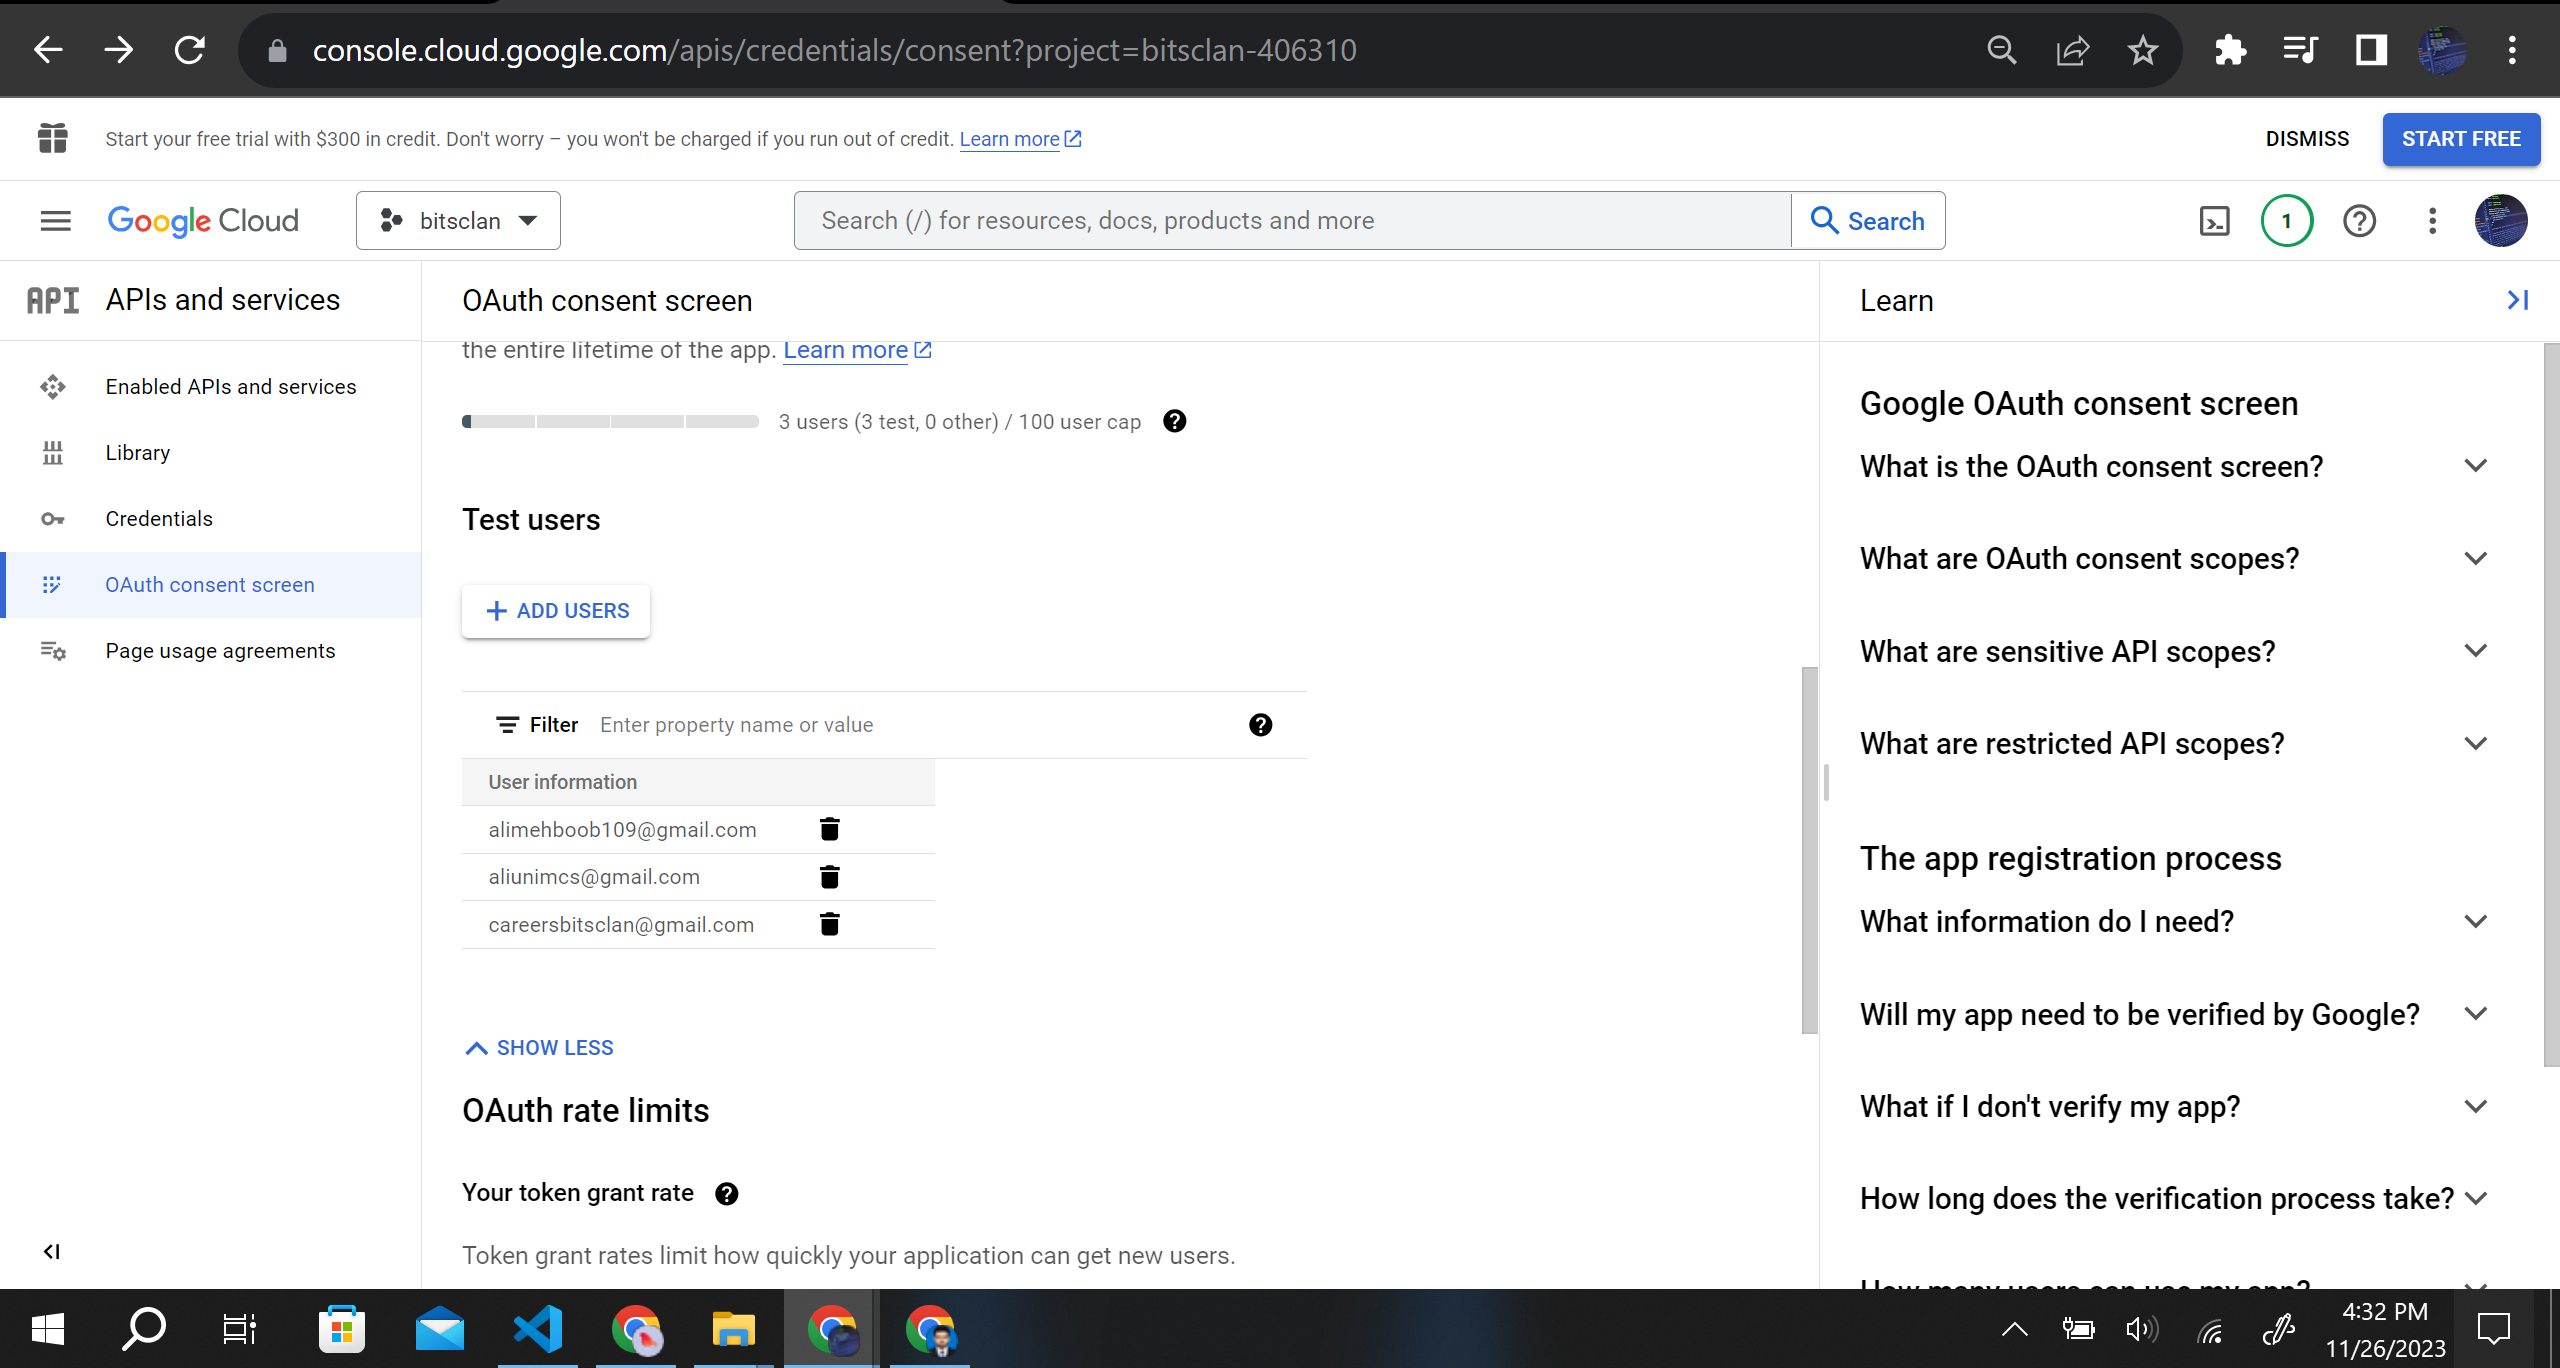 console.cloud.google.com/apis/credentials/consent?project=bitsclan-406310
Start your free trial with $300 in credit. Don't worry – you won't be charged if you run out of credit. Learn more
DISMISS
START FREE
Google Cloud
bitsclan
Search (/) for resources, docs, products and more
Search
1
API APIs and services
Enabled APIs and services
Library
Credentials
OAuth consent screen
Page usage agreements
OAuth consent screen
the entire lifetime of the app. Learn more
3 users (3 test, 0 other) / 100 user cap
Test users
ADD USERS
Filter Enter property name or value
User information
alimehboob109@gmail.com
aliunimcs@gmail.com
careersbitsclan@gmail.com
SHOW LESS
OAuth rate limits
Your token grant rate
Token grant rates limit how quickly your application can get new users.
Learn
Google OAuth consent screen
What is the OAuth consent screen?
What are OAuth consent scopes?
What are sensitive API scopes?
What are restricted API scopes?
The app registration process
What information do I need?
Will my app need to be verified by Google?
What if I don't verify my app?
How long does the verification process take?
How many users can use my app?
4:32 PM
11/26/2023